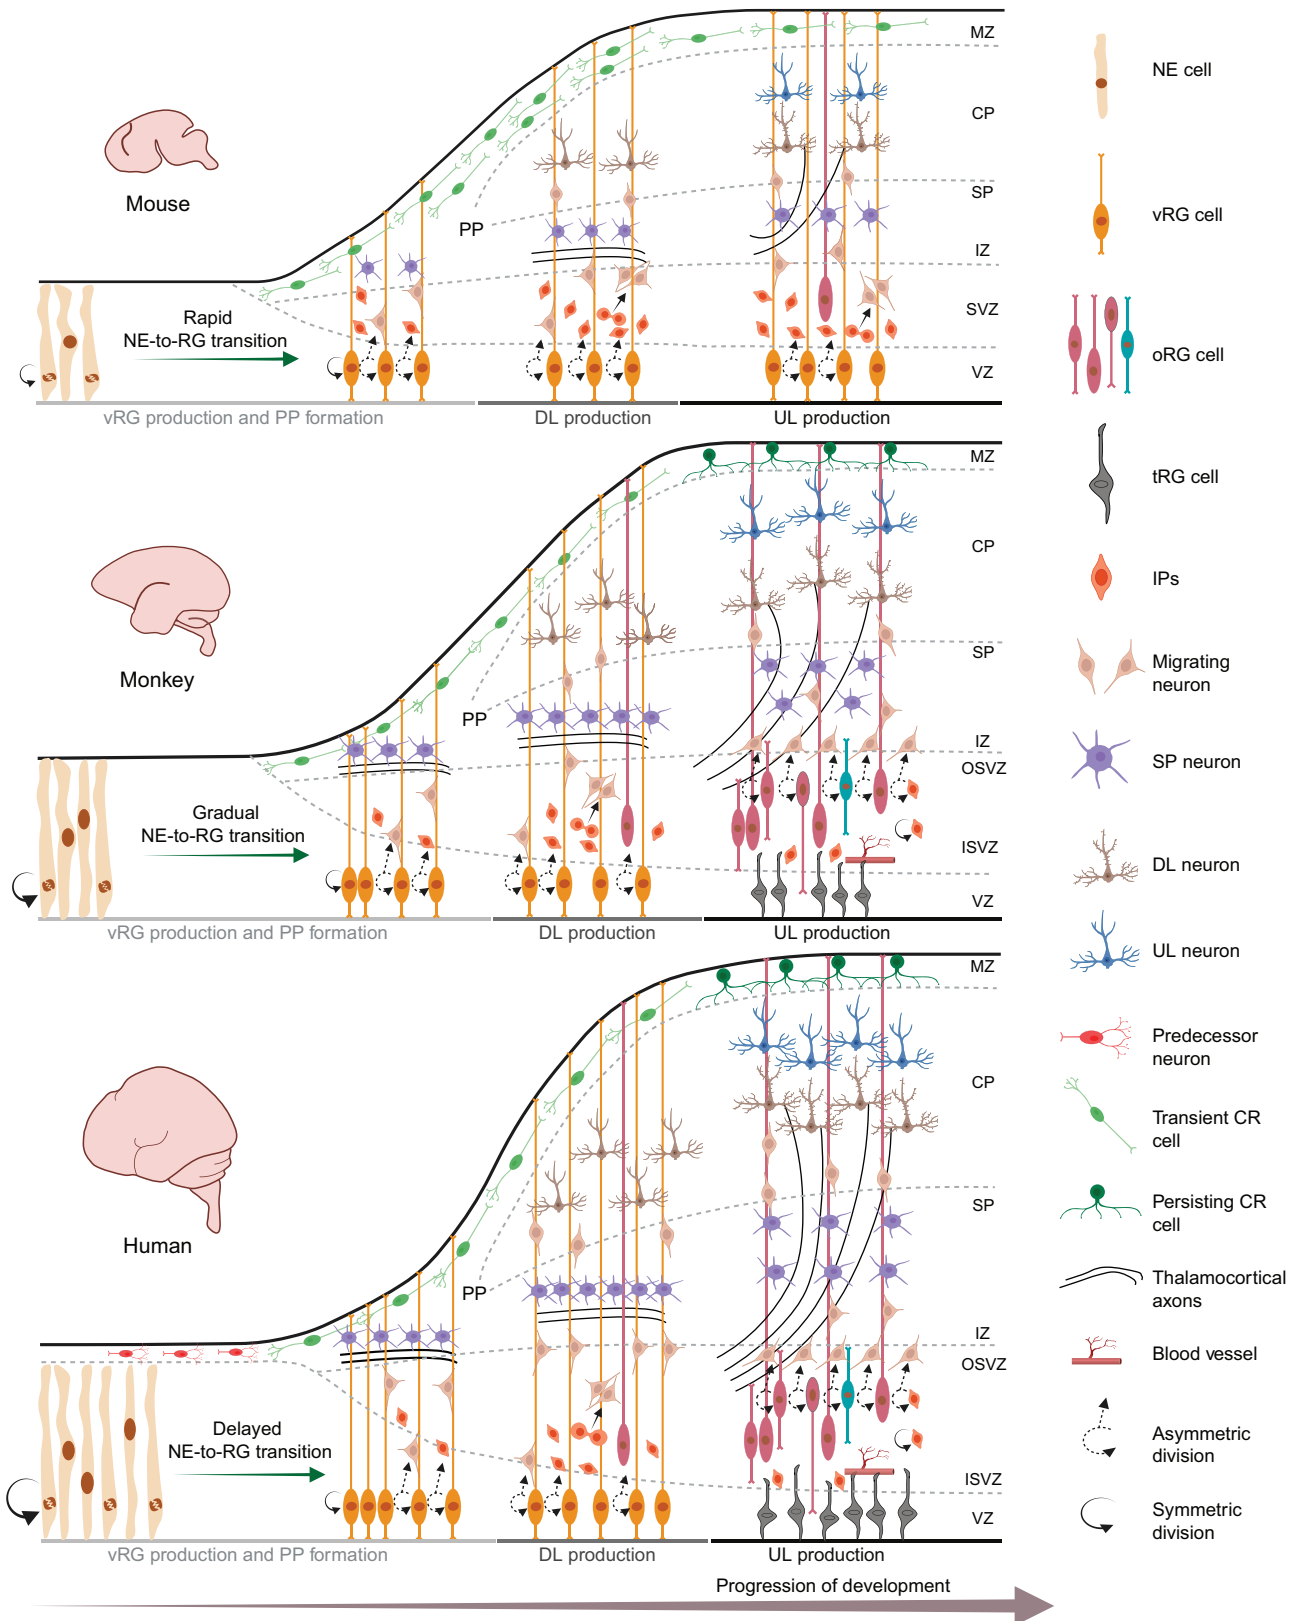 MZ
CP
SP
IZ
SVZ
VZ
Mouse
PP
Rapid
NE-to-RG transition
vRG production and PP formation
DL production
UL production
MZ
CP
SP
IZ
OSVZ
ISVZ
VZ
Monkey
PP
Gradual
NE-to-RG transition
vRG production and PP formation
DL production
UL production
MZ
CP
SP
IZ
OSVZ
ISVZ
VZ
Human
PP
Delayed
NE-to-RG transition
vRG production and PP formation
DL production
UL production
Progression of development
NE cell
vRG cell
oRG cell
tRG cell
IPs
Migrating
neuron
SP neuron
DL neuron
UL neuron
Predecessor
neuron
Transient CR
cell
Persisting CR
cell
Thalamocortical
axons
Blood vessel
Asymmetric
division
Symmetric
division